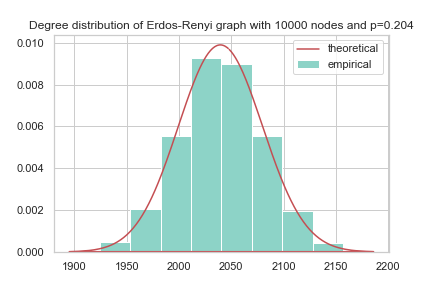 Degree distribution of Erdos-Renyi graph with 10000 nodes and p=0.204
0.010
0.008
0.006
0.004
0.002
0.000
theoretical
empirical
1900 1950 2000 2050 2100 2150 2200